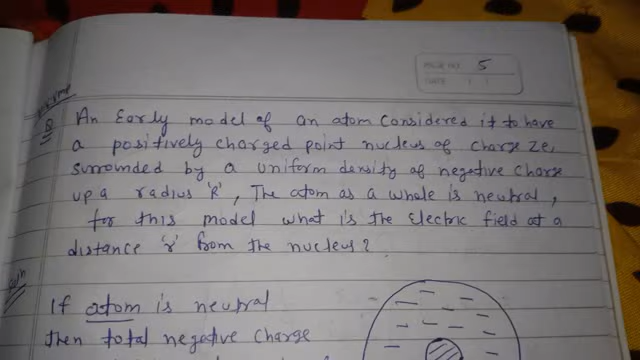 PAGE NO. 5
DATE / /
Q An Early model of an atom considered it to have
a positively charged point nucleus of charge Ze,
surrounded by a uniform density of negative charge
up a radius 'R', The atom as a whole is neutral,
for this model what is the Electric field at a
distance 'r' from the nucleus?
If atom is neutral
then total negative charge